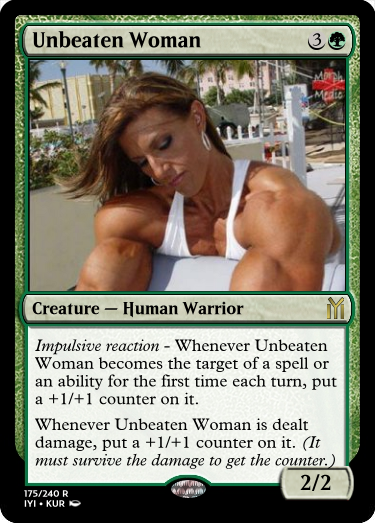 Unbeaten Woman 3
Morph
Medic
Creature — Human Warrior
Impulsive reaction - Whenever Unbeaten
Woman becomes the target of a spell or
an ability for the first time each turn, put
a +1/+1 counter on it.
Whenever Unbeaten Woman is dealt
damage, put a +1/+1 counter on it. (It
must survive the damage to get the counter.)
2/2
175/240 R
IYI • KUR